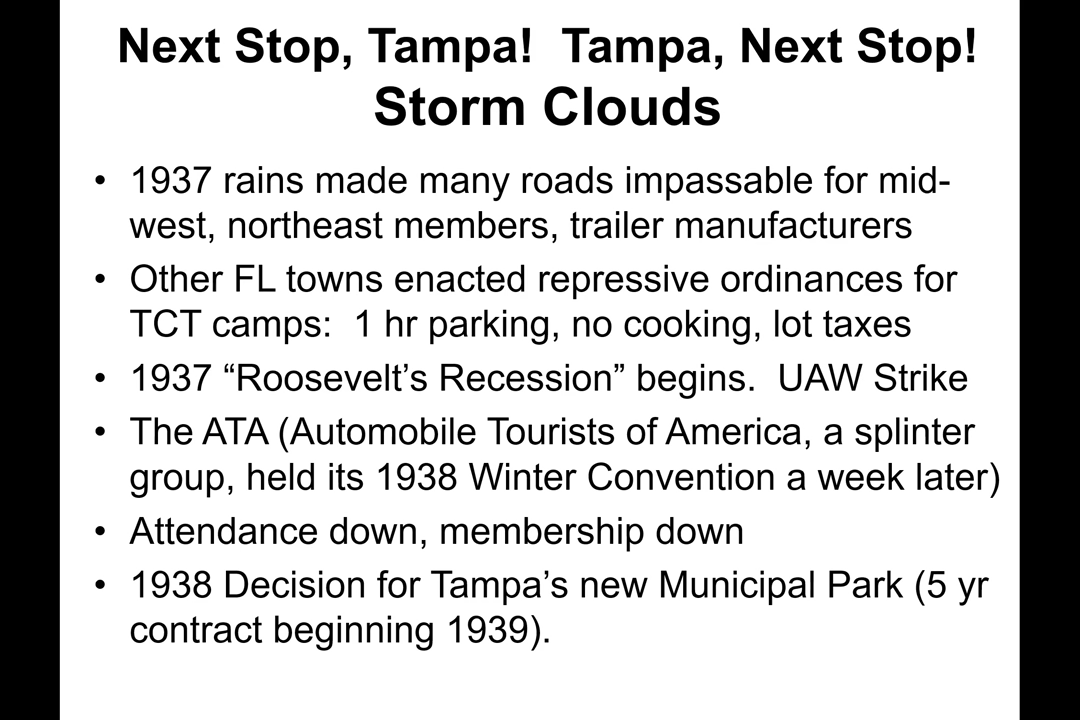 Next Stop, Tampa!  Tampa, Next Stop!
Storm Clouds
• 1937 rains made many roads impassable for mid-
west, northeast members, trailer manufacturers
• Other FL towns enacted repressive ordinances for
TCT camps:  1 hr parking, no cooking, lot taxes
• 1937 “Roosevelt’s Recession” begins.  UAW Strike
• The ATA (Automobile Tourists of America, a splinter
group, held its 1938 Winter Convention a week later)
• Attendance down, membership down
• 1938 Decision for Tampa’s new Municipal Park (5 yr
contract beginning 1939).